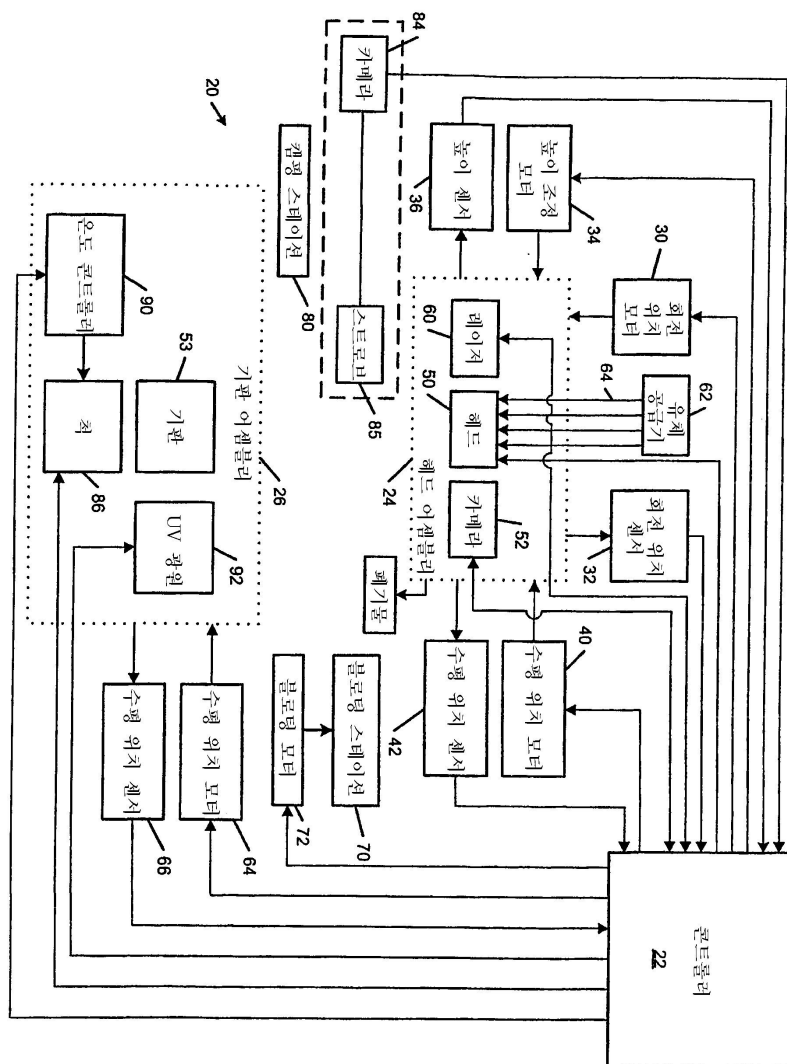 콘트롤러
22
회전
위치
모터
30
유체
공급기
62
64
회전 위치
센서
32
높이 조정
모터
34
높이 센서
36
수평 위치 모터
40
수평 위치 센서
42
레이저
60
헤드
50
카메라
52
헤드 어셈블리
24
폐기물
블로팅 스테이션
70
블로팅 모터
72
카메라
84
스트로브
85
캠핑 스테이션
80
20
수평 위치 모터
64
수평 위치 센서
66
기판 어셈블리
26
기판
53
UV 광원
92
온도 콘트롤러
90
척
86